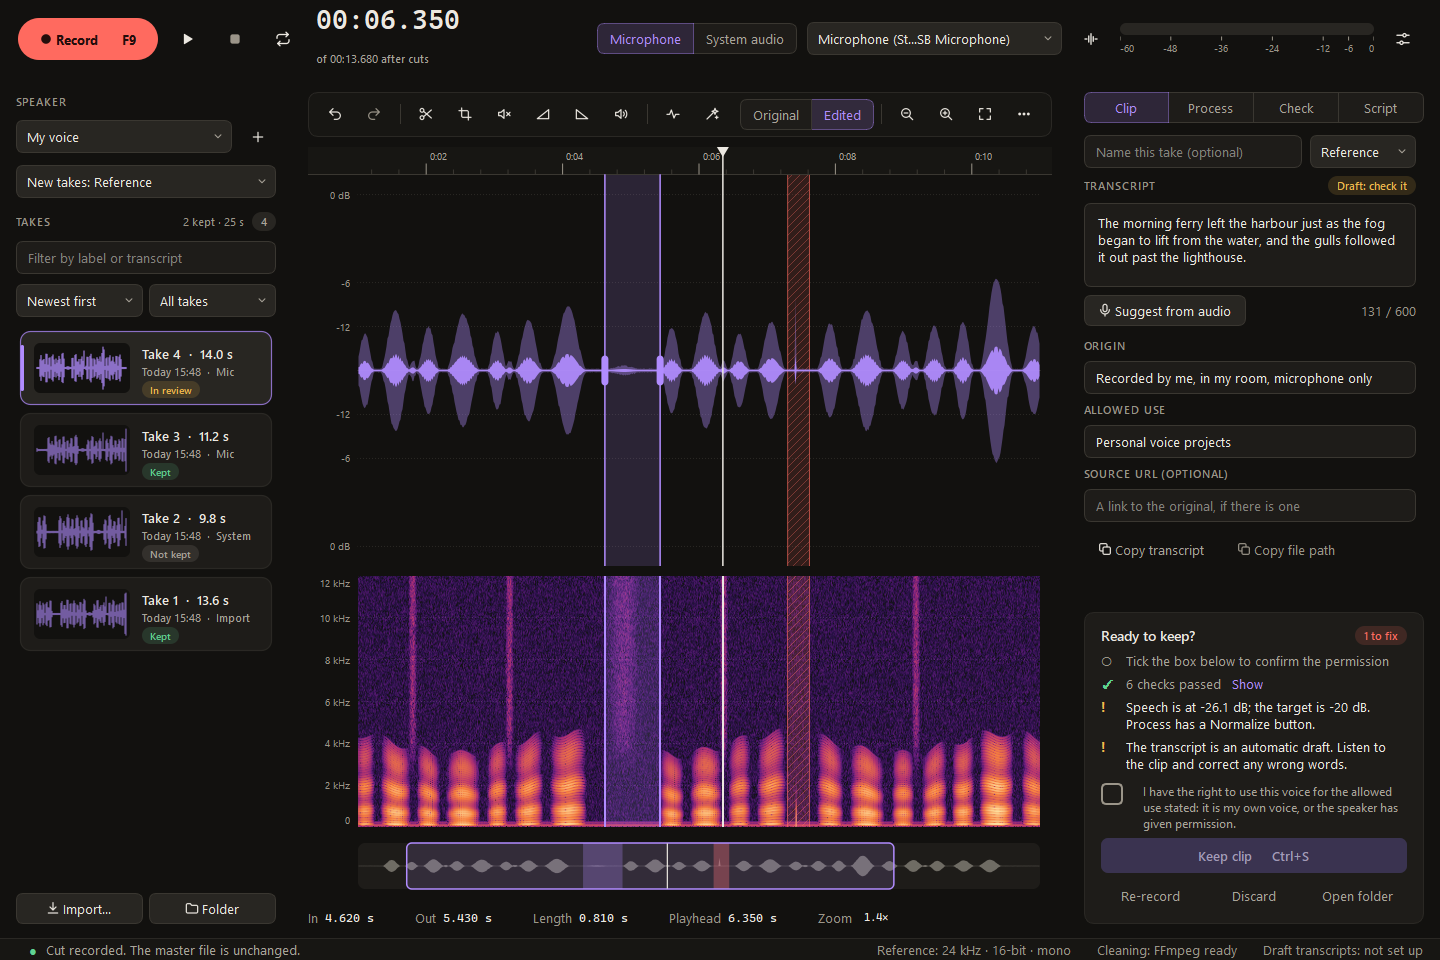 Record F9
00:06.350
of 00:13.680 after cuts
Microphone System audio
Microphone (St...SB Microphone)
-60 -48 -36 -24 -12 -6 0
SPEAKER
My voice
New takes: Reference
TAKES 2 kept · 25 s 4
Filter by label or transcript
Newest first All takes
Take 4 · 14.0 s
Today 15:48 · Mic
In review
Take 3 · 11.2 s
Today 15:48 · Mic
Kept
Take 2 · 9.8 s
Today 15:48 · System
Not kept
Take 1 · 13.6 s
Today 15:48 · Import
Kept
Import... Folder
Original Edited
0:02 0:04 0:06 0:08 0:10
0 dB
-6
-12
-12
-6
0 dB
12 kHz
10 kHz
8 kHz
6 kHz
4 kHz
2 kHz
0
In 4.620 s Out 5.430 s Length 0.810 s Playhead 6.350 s Zoom 1.4×
Clip Process Check Script
Name this take (optional) Reference
TRANSCRIPT Draft: check it
The morning ferry left the harbour just as the fog
began to lift from the water, and the gulls followed
it out past the lighthouse.
Suggest from audio 131 / 600
ORIGIN
Recorded by me, in my room, microphone only
ALLOWED USE
Personal voice projects
SOURCE URL (OPTIONAL)
A link to the original, if there is one
Copy transcript Copy file path
Ready to keep? 1 to fix
Tick the box below to confirm the permission
6 checks passed Show
! Speech is at -26.1 dB; the target is -20 dB.
Process has a Normalize button.
! The transcript is an automatic draft. Listen to
the clip and correct any wrong words.
I have the right to use this voice for the allowed
use stated: it is my own voice, or the speaker has
given permission.
Keep clip Ctrl+S
Re-record Discard Open folder
Cut recorded. The master file is unchanged.
Reference: 24 kHz · 16-bit · mono Cleaning: FFmpeg ready Draft transcripts: not set up